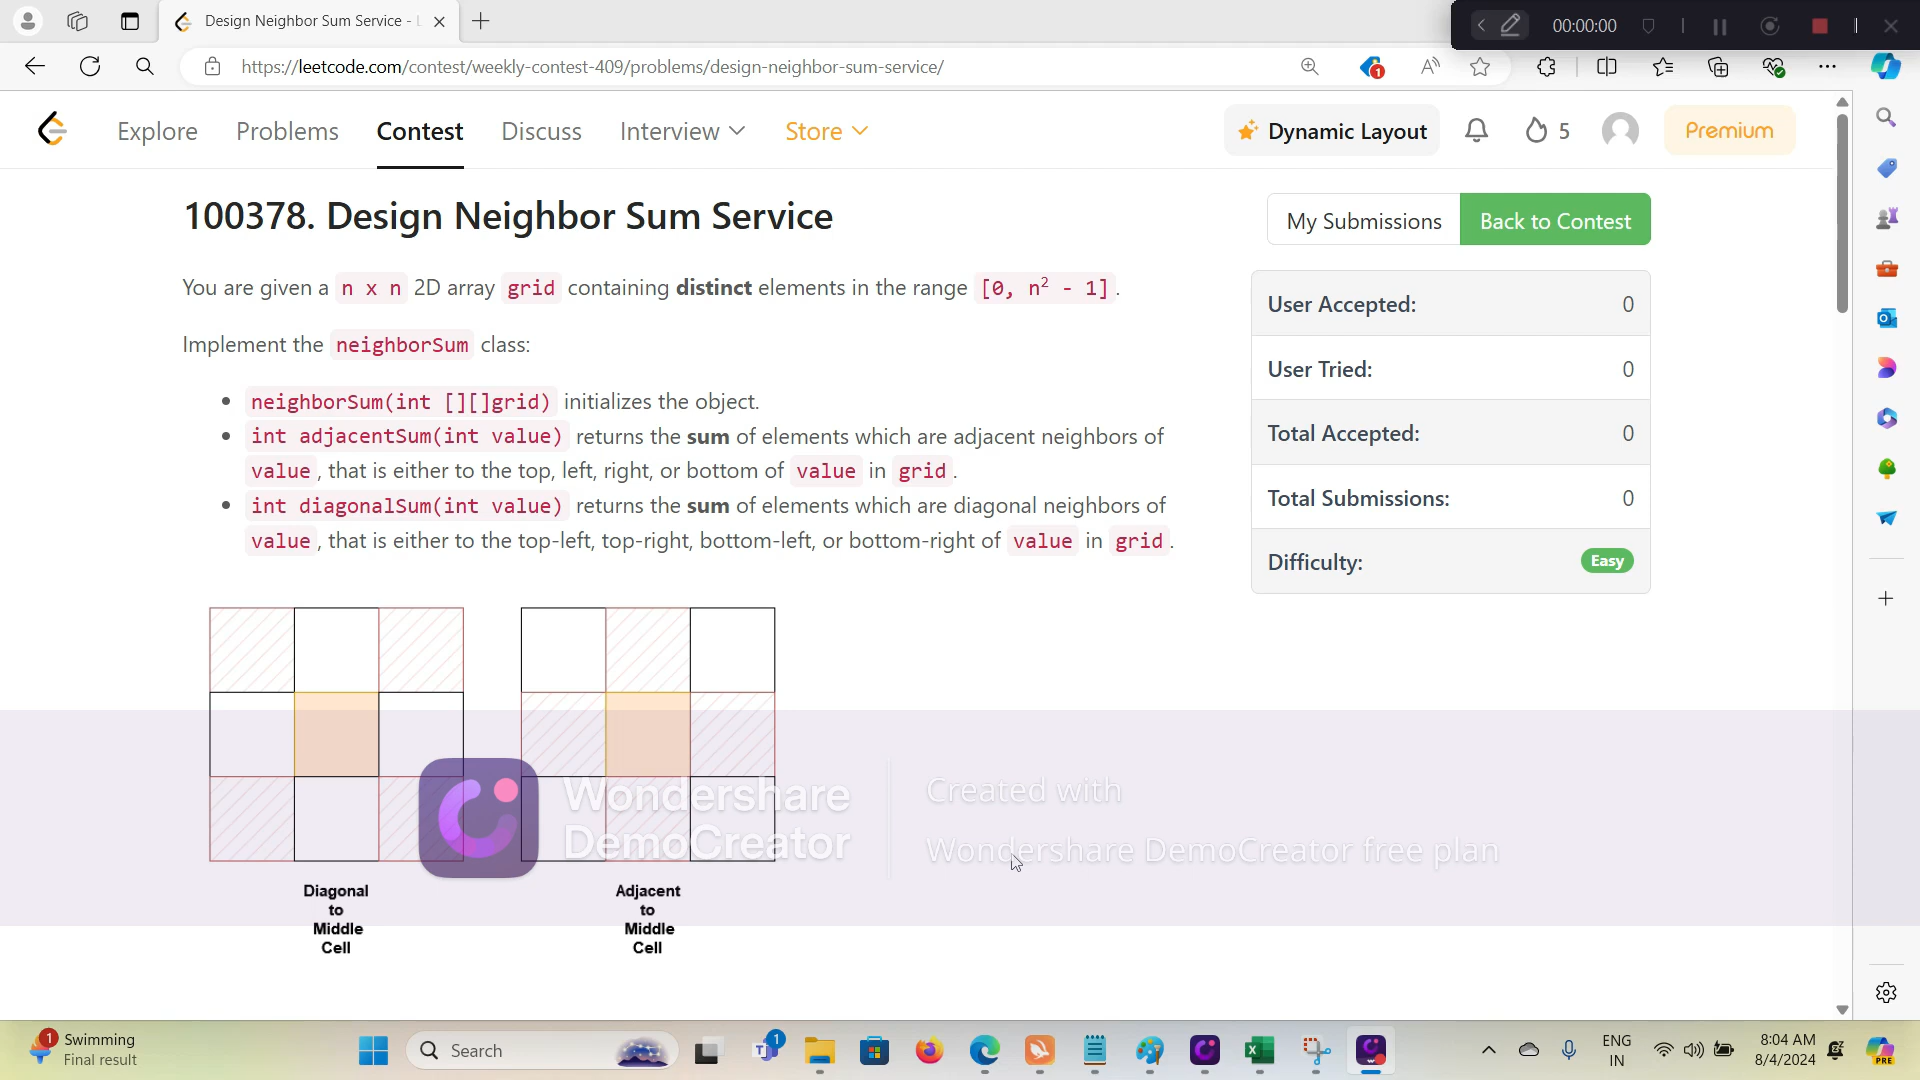 Design Neighbor Sum Service - L
00:00:00
https://leetcode.com/contest/weekly-contest-409/problems/design-neighbor-sum-service/
1
Explore Problems Contest Discuss Interview Store
Dynamic Layout
5
Premium
100378. Design Neighbor Sum Service
My Submissions
Back to Contest
You are given a n x n 2D array grid containing distinct elements in the range [0, n² - 1].
Implement the neighborSum class:
neighborSum(int [][]grid) initializes the object.
int adjacentSum(int value) returns the sum of elements which are adjacent neighbors of
value, that is either to the top, left, right, or bottom of value in grid.
int diagonalSum(int value) returns the sum of elements which are diagonal neighbors of
value, that is either to the top-left, top-right, bottom-left, or bottom-right of value in grid.
User Accepted: 0
User Tried: 0
Total Accepted: 0
Total Submissions: 0
Difficulty: Easy
Wondershare
DemoCreator
Created with
Wondershare DemoCreator free plan
Diagonal
to
Middle
Cell
Adjacent
to
Middle
Cell
1
Swimming
Final result
Search
1
ENG
IN
8:04 AM
8/4/2024
PRE